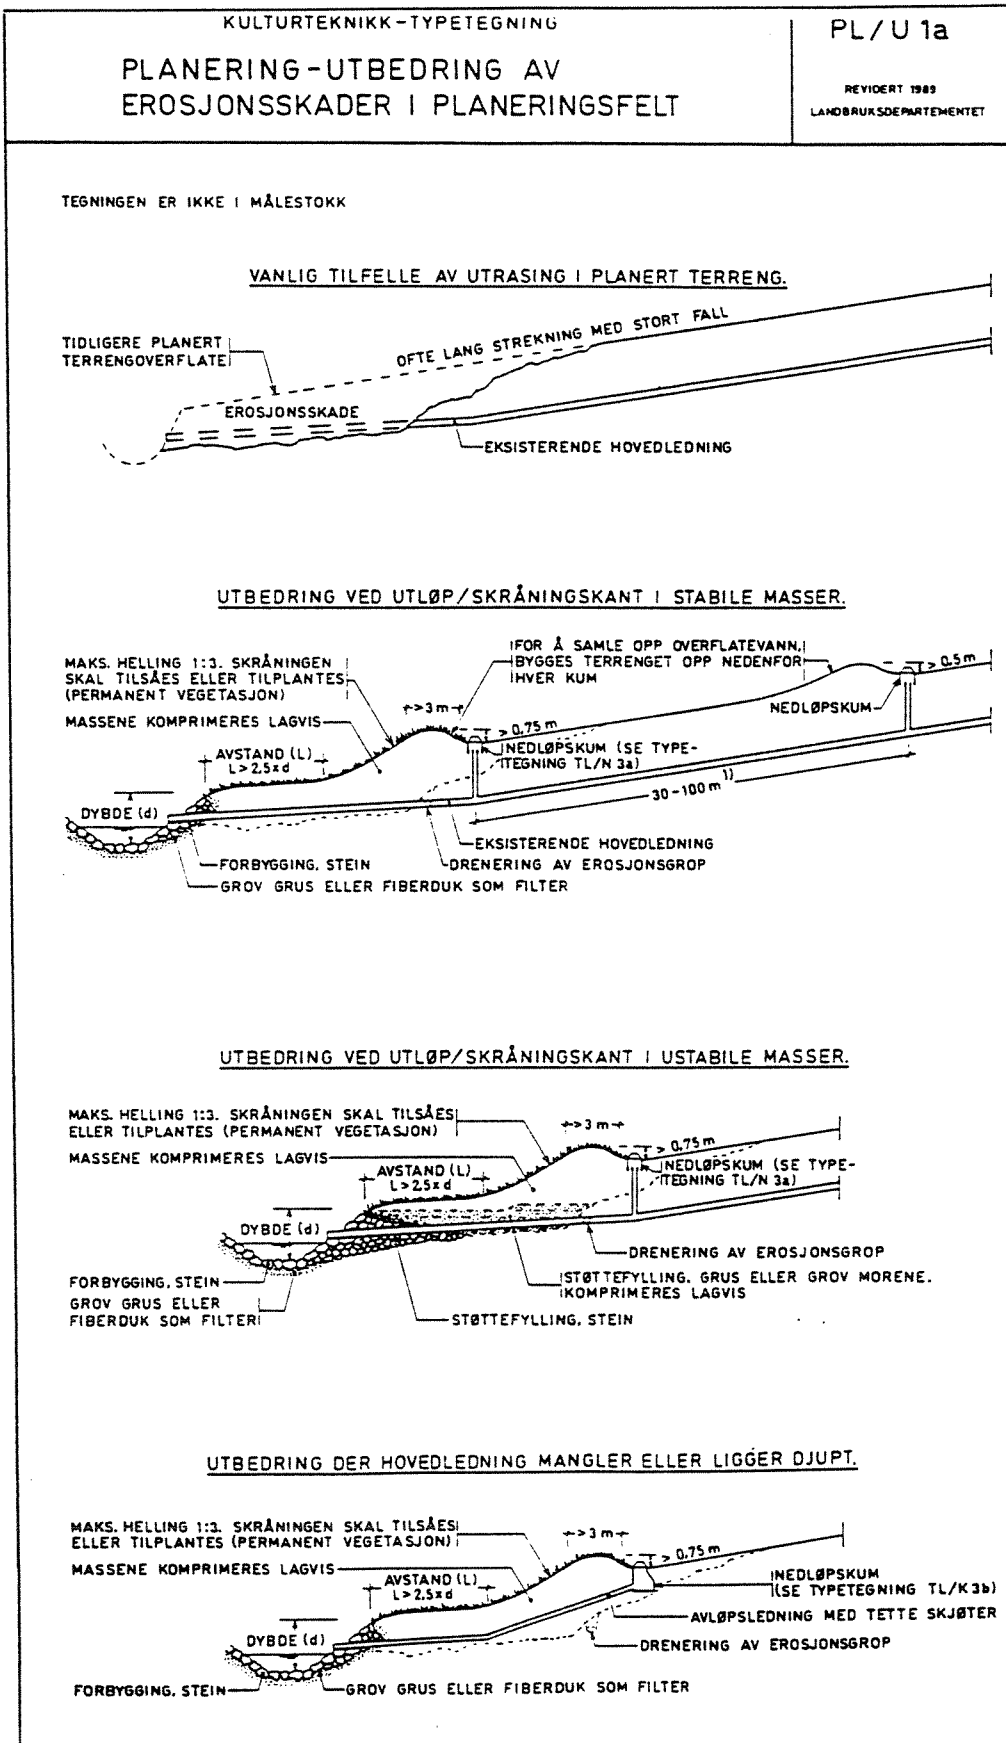 KULTURTEKNIKK-TYPETEGNING
PLANERING-UTBEDRING AV
EROSJONSSKADER I PLANERINGSFELT
PL/U 1a
REVIDERT 1989
LANDBRUKSDEPARTEMENTET
TEGNINGEN ER IKKE I MÅLESTOKK
VANLIG TILFELLE AV UTRASING I PLANERT TERRENG.
TIDLIGERE PLANERT
TERRENGOVERFLATE
OFTE LANG STREKNING MED STORT FALL
EROSJONSSKADE
EKSISTERENDE HOVEDLEDNING
UTBEDRING VED UTLØP/SKRÅNINGSKANT I STABILE MASSER.
MAKS. HELLING 1:3. SKRÅNINGEN
SKAL TILSÅES ELLER TILPLANTES
(PERMANENT VEGETASJON)
MASSENE KOMPRIMERES LAGVIS
FOR Å SAMLE OPP OVERFLATEVANN,
BYGGES TERRENGET OPP NEDENFOR
HVER KUM
> 3 m
> 0,75 m
> 0,5 m
NEDLØPSKUM
AVSTAND (L)
L > 2,5 x d
NEDLØPSKUM (SE TYPE-
TEGNING TL/N 3a)
30-100 m 1)
DYBDE (d)
EKSISTERENDE HOVEDLEDNING
FORBYGGING, STEIN
DRENERING AV EROSJONSGROP
GROV GRUS ELLER FIBERDUK SOM FILTER
UTBEDRING VED UTLØP/SKRÅNINGSKANT I USTABILE MASSER.
MAKS. HELLING 1:3. SKRÅNINGEN SKAL TILSÅES
ELLER TILPLANTES (PERMANENT VEGETASJON)
MASSENE KOMPRIMERES LAGVIS
> 3 m
> 0,75 m
AVSTAND (L)
L > 2,5 x d
NEDLØPSKUM (SE TYPE-
TEGNING TL/N 3a)
DYBDE (d)
DRENERING AV EROSJONSGROP
FORBYGGING, STEIN
STØTTEFYLLING, GRUS ELLER GROV MORENE.
KOMPRIMERES LAGVIS
GROV GRUS ELLER
FIBERDUK SOM FILTER
STØTTEFYLLING, STEIN
UTBEDRING DER HOVEDLEDNING MANGLER ELLER LIGGER DJUPT.
MAKS. HELLING 1:3. SKRÅNINGEN SKAL TILSÅES
ELLER TILPLANTES (PERMANENT VEGETASJON)
MASSENE KOMPRIMERES LAGVIS
> 3 m
> 0,75 m
AVSTAND (L)
L > 2,5 x d
NEDLØPSKUM
(SE TYPETEGNING TL/K 3b)
AVLØPSLEDNING MED TETTE SKJØTER
DYBDE (d)
DRENERING AV EROSJONSGROP
FORBYGGING, STEIN
GROV GRUS ELLER FIBERDUK SOM FILTER